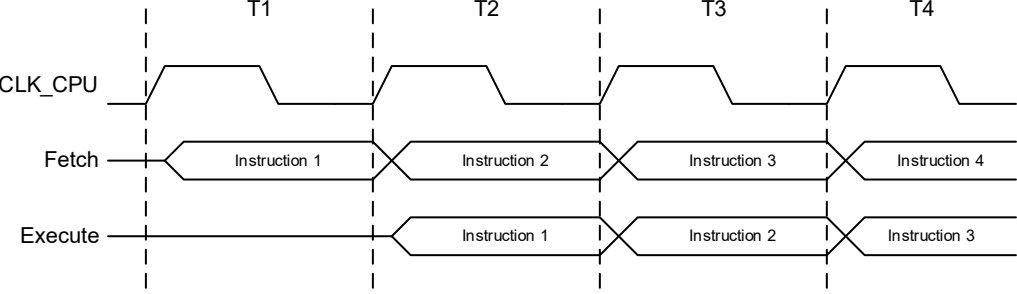 T1 T2 T3 T4
CLK_CPU
Fetch Instruction 1 Instruction 2 Instruction 3 Instruction 4
Execute Instruction 1 Instruction 2 Instruction 3